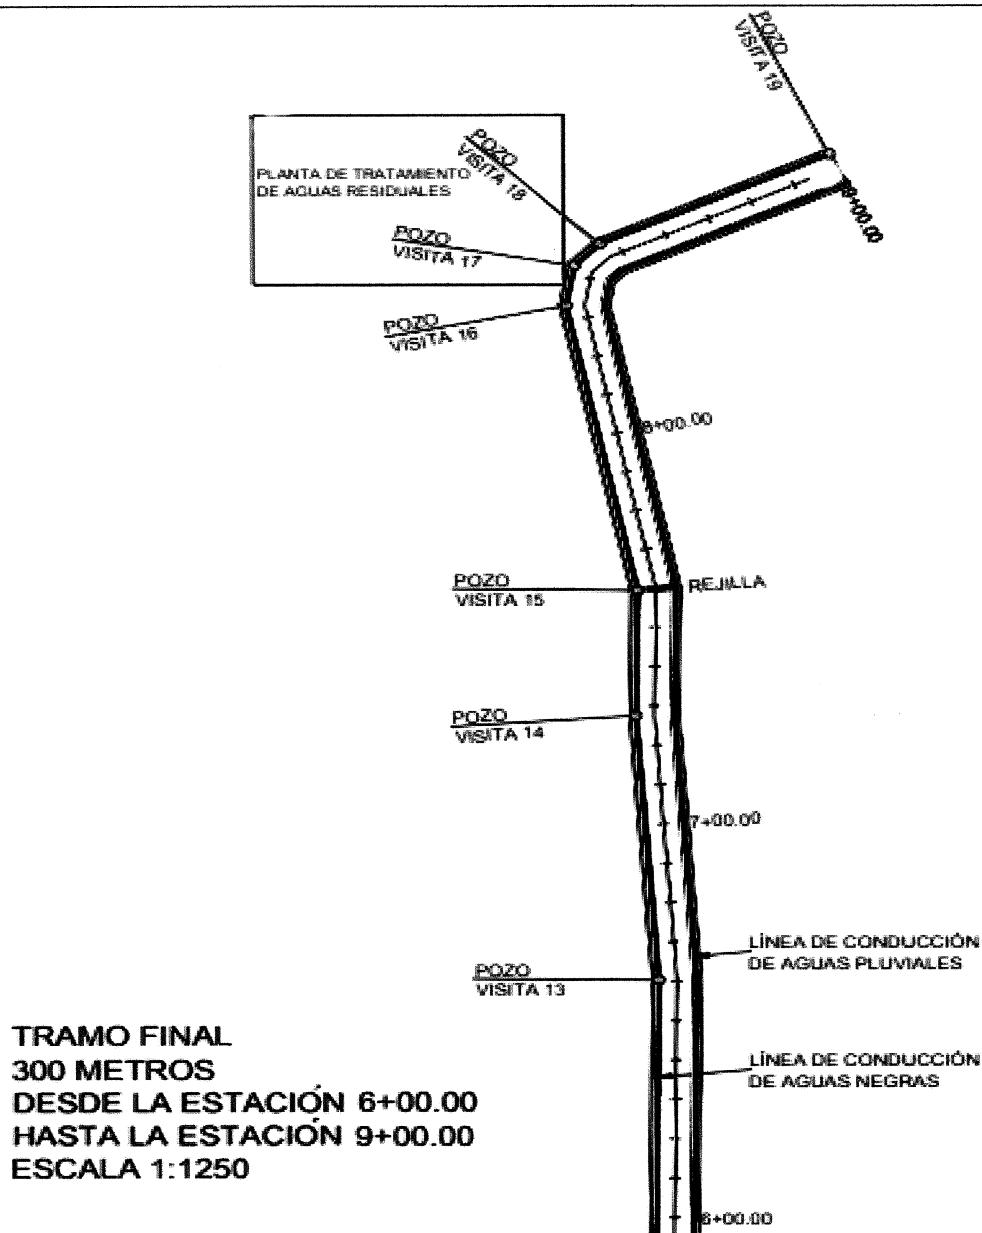 POZO
VISITA 19
PLANTA DE TRATAMIENTO
DE AGUAS RESIDUALES
POZO
VISITA 18
9+00.00
POZO
VISITA 17
POZO
VISITA 16
8+00.00
POZO
VISITA 15
REJILLA
POZO
VISITA 14
7+00.00
LÍNEA DE CONDUCCIÓN
DE AGUAS PLUVIALES
POZO
VISITA 13
TRAMO FINAL
300 METROS
DESDE LA ESTACIÓN 6+00.00
HASTA LA ESTACIÓN 9+00.00
ESCALA 1:1250
LÍNEA DE CONDUCCIÓN
DE AGUAS NEGRAS
6+00.00